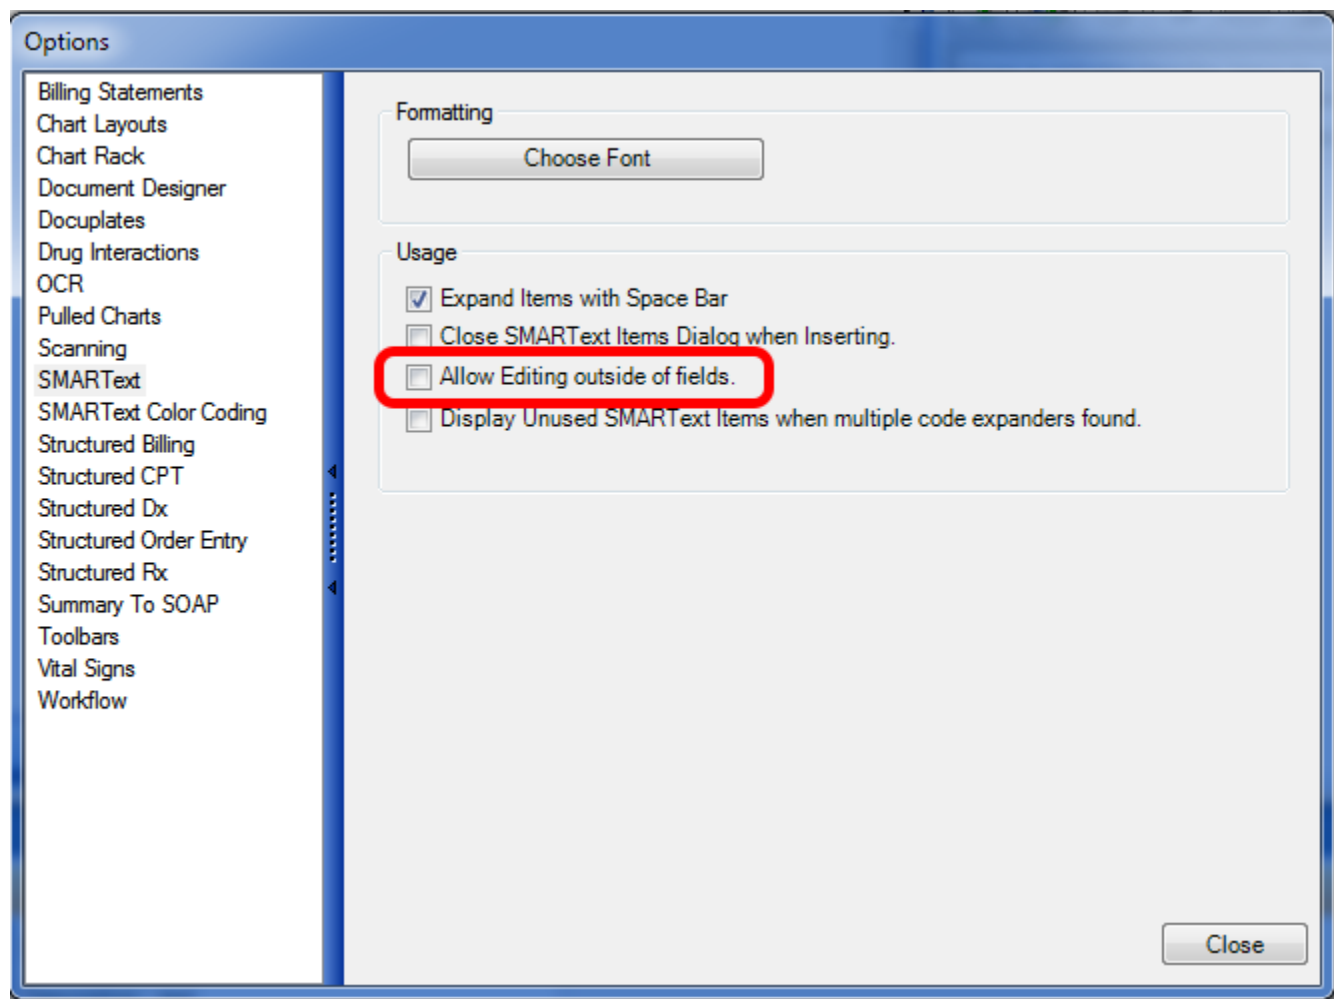 Options
Billing Statements
Chart Layouts
Chart Rack
Document Designer
Docuplates
Drug Interactions
OCR
Pulled Charts
Scanning
SMARText
SMARText Color Coding
Structured Billing
Structured CPT
Structured Dx
Structured Order Entry
Structured Rx
Summary To SOAP
Toolbars
Vital Signs
Workflow
Formatting
Choose Font
Usage
Expand Items with Space Bar
Close SMARText Items Dialog when Inserting.
Allow Editing outside of fields.
Display Unused SMARText Items when multiple code expanders found.
Close